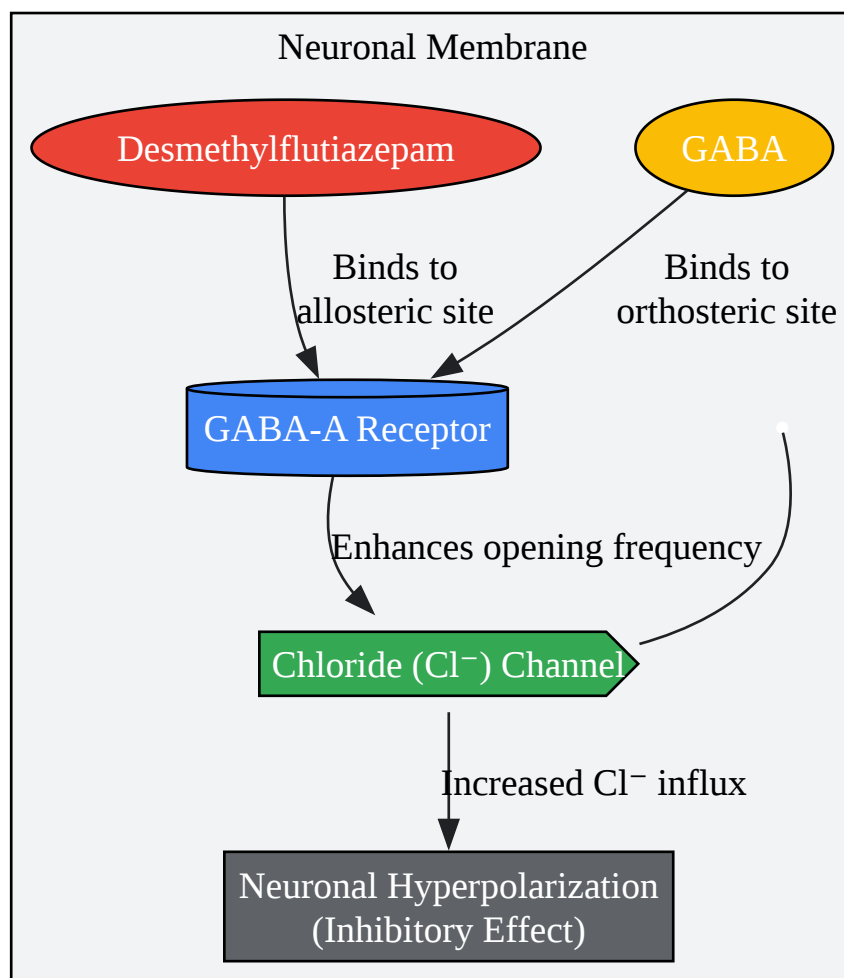 Neuronal Membrane
Desmethylflutiazepam
GABA
Binds to
allosteric site
Binds to
orthosteric site
GABA-A Receptor
Enhances opening frequency
Chloride (Cl⁻) Channel
Increased Cl⁻ influx
Neuronal Hyperpolarization
(Inhibitory Effect)